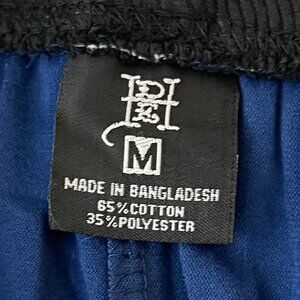 M
MADE IN BANGLADESH
65%COTTON
35%POLYESTER